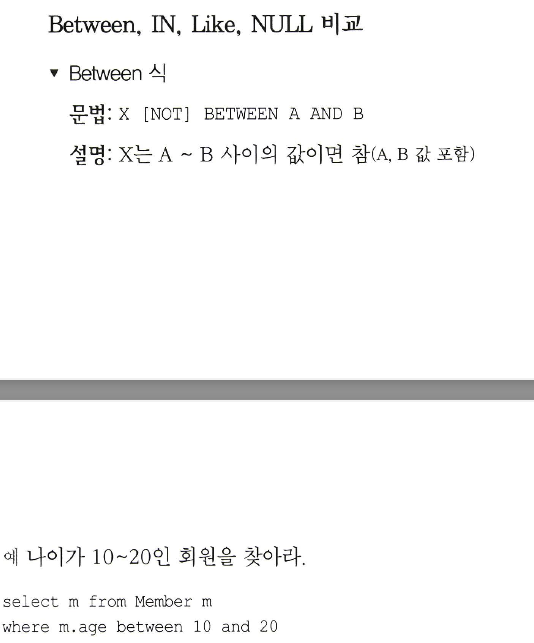 Between, IN, Like, NULL 비교
▼ Between 식
문법: X [NOT] BETWEEN A AND B
설명: X는 A ~ B 사이의 값이면 참(A, B 값 포함)
예 나이가 10~20인 회원을 찾아라.
select m from Member m
where m.age between 10 and 20